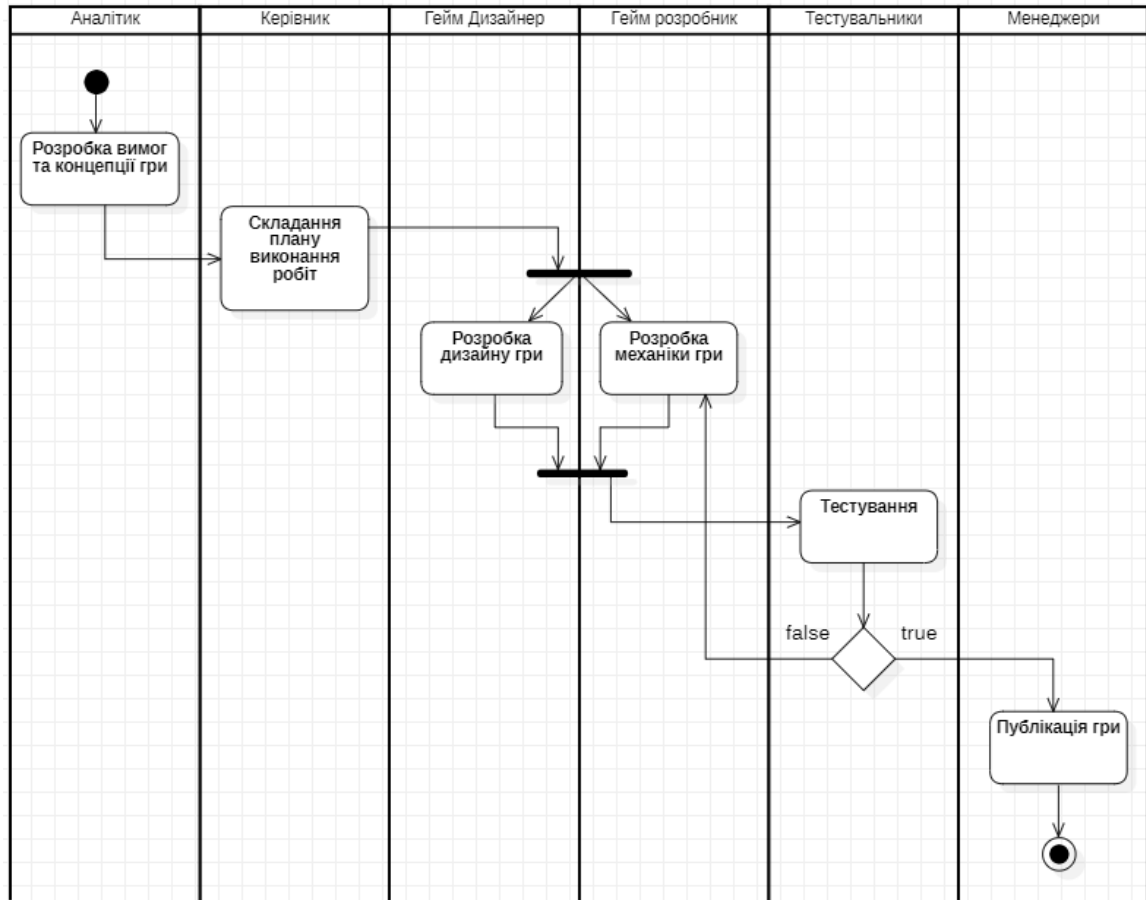 Аналітик
Керівник
Гейм Дизайнер
Гейм розробник
Тестувальники
Менеджери
Розробка вимог
та концепції гри
Складання
плану
виконання
робіт
Розробка
дизайну гри
Розробка
механіки гри
Тестування
false
true
Публікація гри